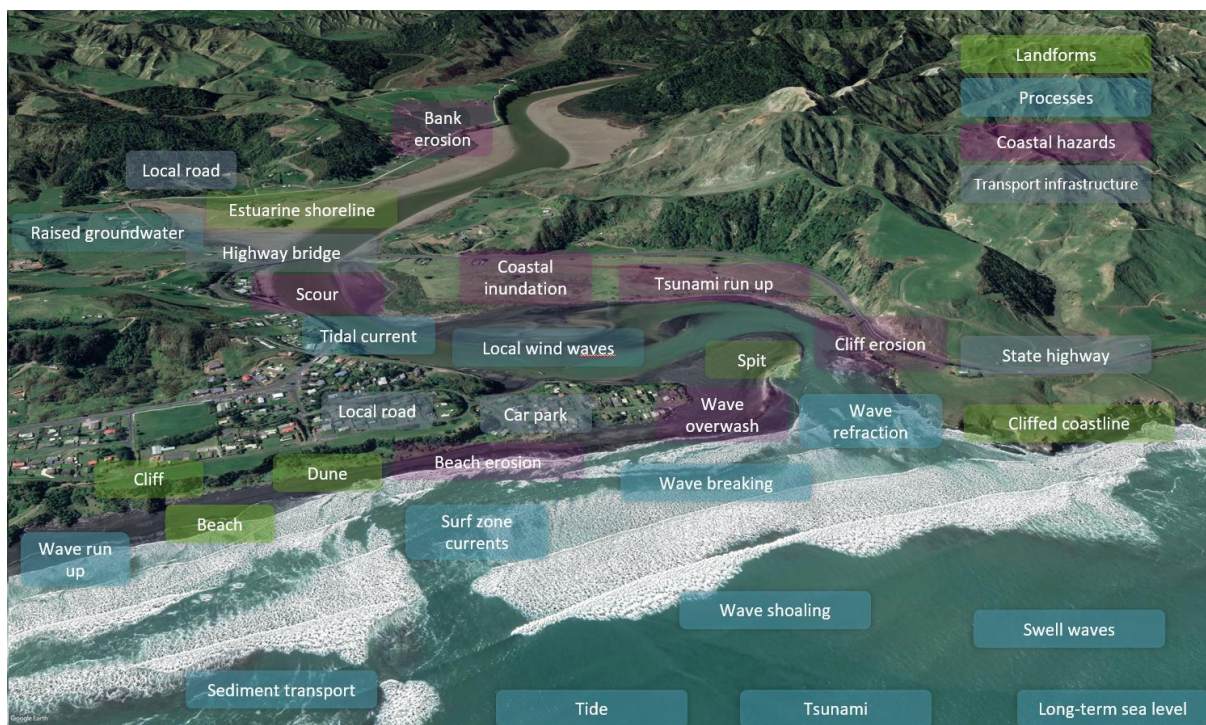 Landforms
Processes
Coastal hazards
Transport infrastructure
Bank
erosion
Local road
Estuarine shoreline
Raised groundwater
Highway bridge
Coastal
inundation
Tsunami run up
Scour
Tidal current
Local wind waves
Spit
Cliff erosion
State highway
Local road
Car park
Wave
overwash
Wave
refraction
Cliffed coastline
Cliff
Dune
Beach erosion
Wave breaking
Beach
Surf zone
currents
Wave run
up
Wave shoaling
Swell waves
Sediment transport
Tide
Tsunami
Long-term sea level
Google Earth